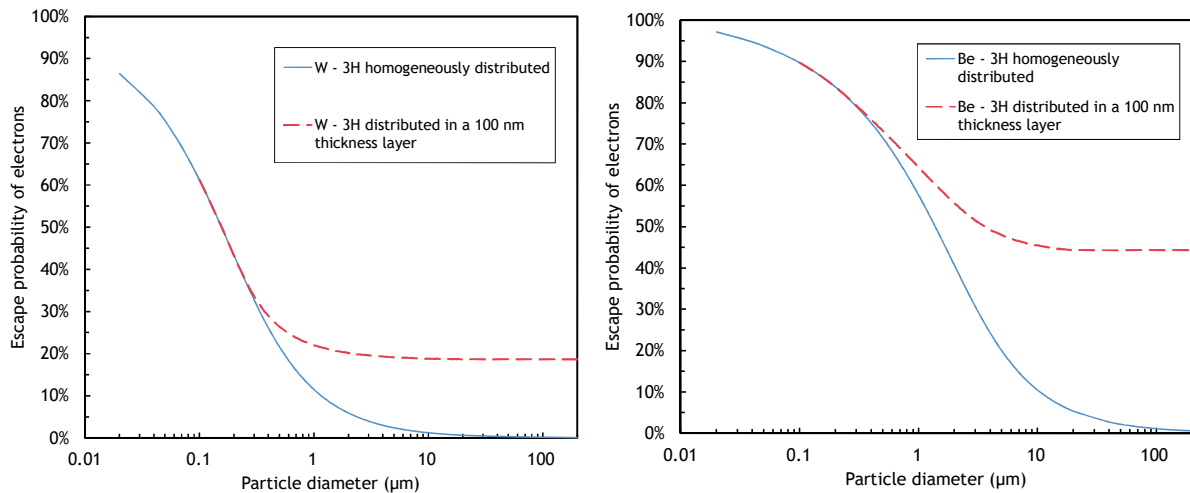 100%
90%
80%
70%
60%
50%
40%
30%
20%
10%
0%
Escape probability of electrons
W - 3H homogeneously distributed
W - 3H distributed in a 100 nm
thickness layer
0.01
0.1
1
10
100
Particle diameter (µm)
100%
90%
80%
70%
60%
50%
40%
30%
20%
10%
0%
Escape probability of electrons
Be - 3H homogeneously
distributed
Be - 3H distributed in a 100 nm
thickness layer
0.01
0.1
1
10
100
Particle diameter (µm)